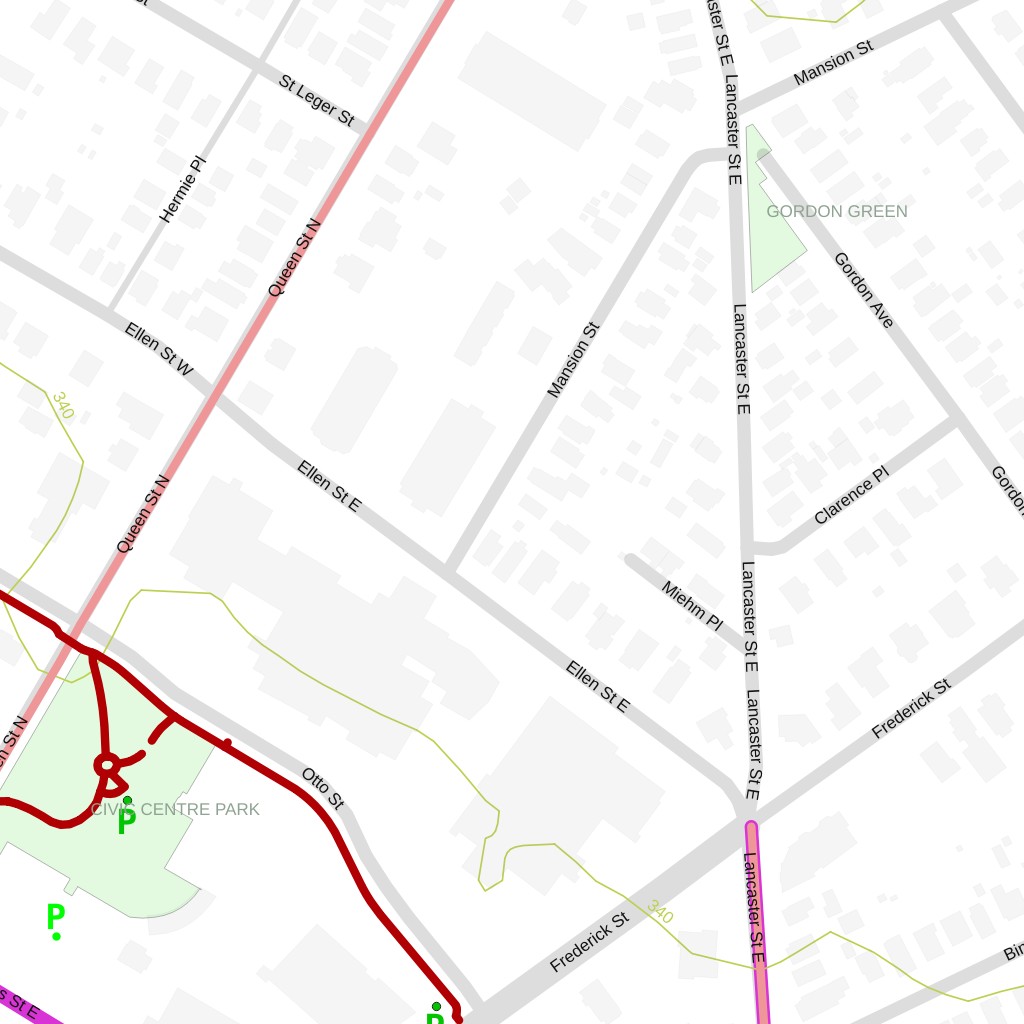 St Leger St
Mansion St
Lancaster St E
Hermie Pl
GORDON GREEN
Queen St N
Gordon Ave
Ellen St W
Mansion St
Lancaster St E
340
Ellen St E
Clarence Pl
Queen St N
Miehm Pl
Lancaster St E
Ellen St E
Lancaster St E
Frederick St
Otto St
CIVIC CENTRE PARK
P
P
Lancaster St E
340
Frederick St
P